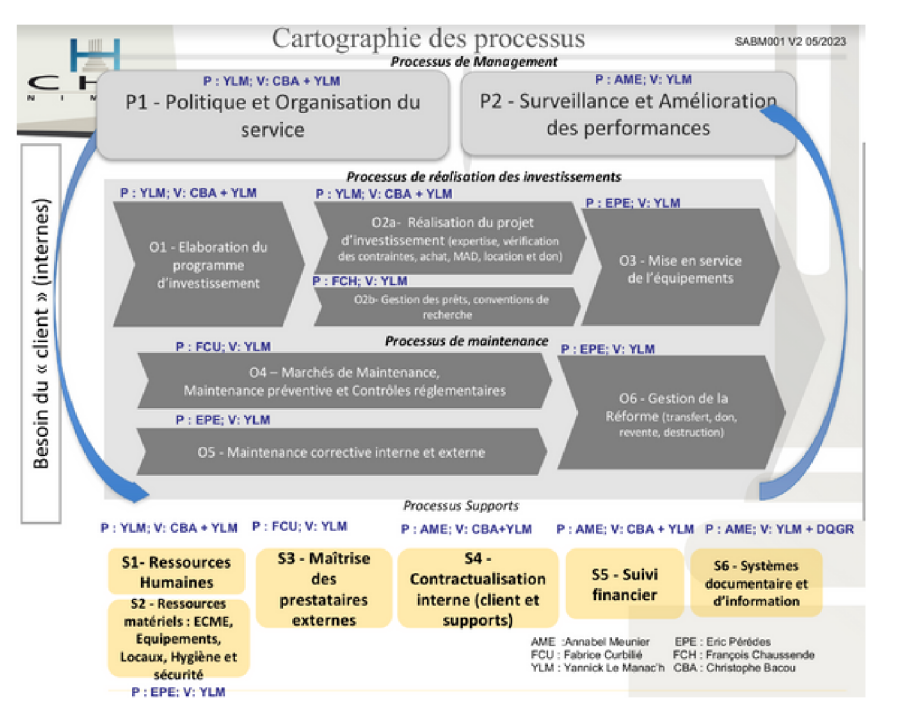 Cartographie des processus
SABM001 V2 05/2023
C H
N I M
Processus de Management
P : YLM; V: CBA + YLM
P : AME; V: YLM
P1 - Politique et Organisation du
service
P2 - Surveillance et Amélioration
des performances
Besoin du « client » (internes)
Processus de réalisation des investissements
P : YLM; V: CBA + YLM
P : YLM; V: CBA + YLM
P : EPE; V: YLM
O1 - Elaboration du
programme
d'investissement
O2a- Réalisation du projet
d'investissement (expertise, vérification
des contraintes, achat, MAD, location et don)
P : FCH; V: YLM
O2b- Gestion des prêts, conventions de
recherche
O3 - Mise en service
de l'équipements
Processus de maintenance
P : FCU; V: YLM
P : EPE; V: YLM
O4 – Marchés de Maintenance,
Maintenance préventive et Contrôles réglementaires
P : EPE; V: YLM
O5 - Maintenance corrective interne et externe
O6 - Gestion de la
Réforme (transfert, don,
revente, destruction)
Processus Supports
P : YLM; V: CBA + YLM
P : FCU; V: YLM
P : AME; V: CBA+YLM
P : AME; V: CBA + YLM
P : AME; V: YLM + DQGR
S1- Ressources
Humaines
S2 - Ressources
matériels : ECME,
Equipements,
Locaux, Hygiène et
sécurité
P : EPE; V: YLM
S3 - Maîtrise
des
prestataires
externes
S4 -
Contractualisation
interne (client et
supports)
S5 - Suivi
financier
S6 - Systèmes
documentaire et
d'information
AME :Annabel Meunier EPE : Eric Pérédes
FCU : Fabrice Curbilié FCH : François Chaussende
YLM : Yannick Le Manac'h CBA : Christophe Bacou